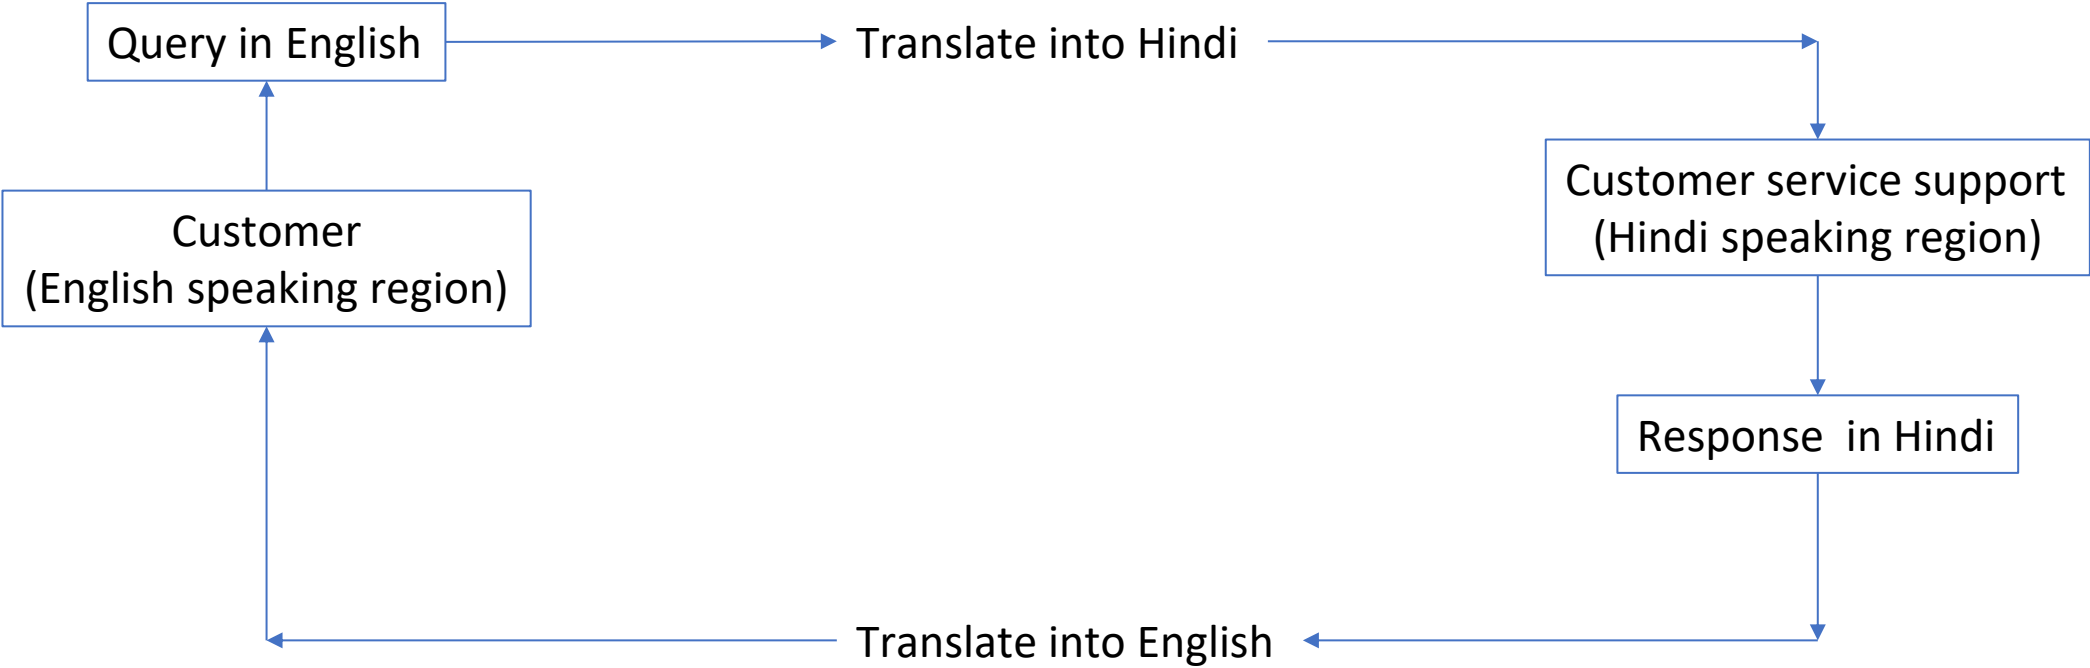 Query in English
Translate into Hindi
Customer service support
(Hindi speaking region)
Customer
(English speaking region)
Response  in Hindi
Translate into English